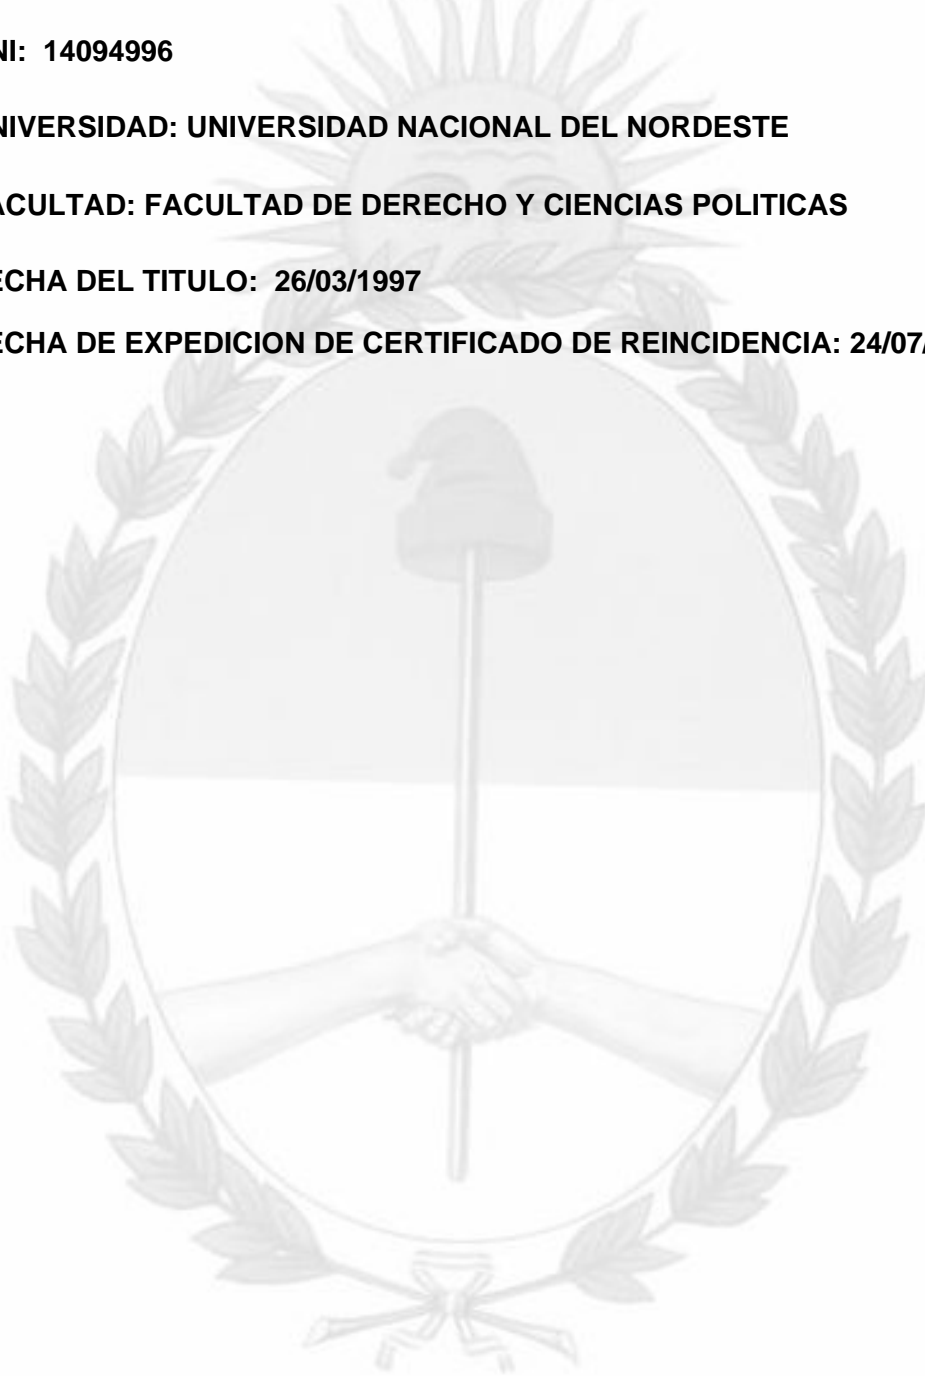 NI: 14094996
NIVERSIDAD: UNIVERSIDAD NACIONAL DEL NORDESTE
ACULTAD: FACULTAD DE DERECHO Y CIENCIAS POLITICAS
ECHA DEL TITULO: 26/03/1997
ECHA DE EXPEDICION DE CERTIFICADO DE REINCIDENCIA: 24/07/